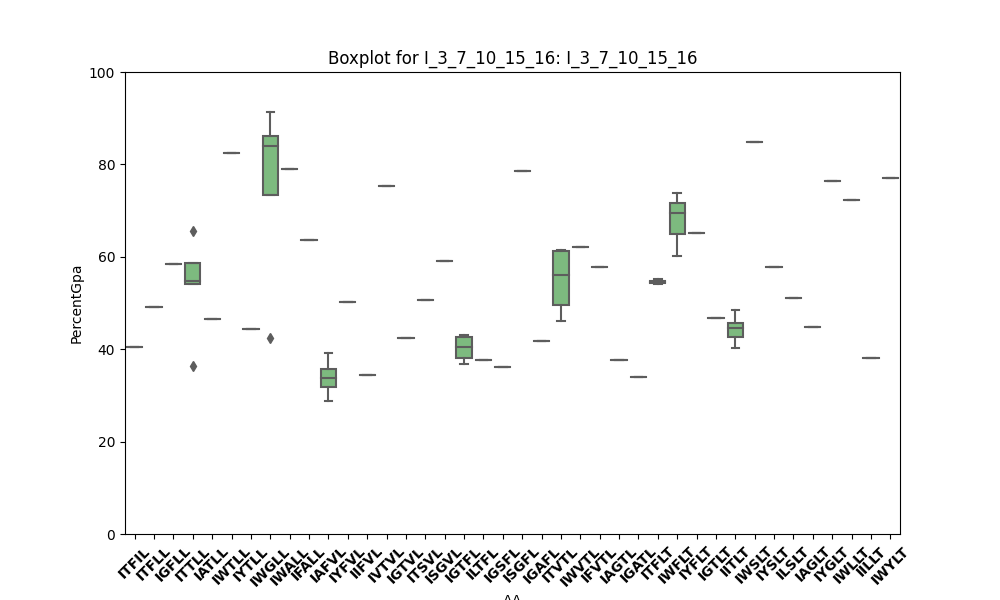 Boxplot for I_3_7_10_15_16: I_3_7_10_15_16
PercentGpa
100
80
60
40
20
0
ITFIL
ITFLL
IGFLL
ITTLL
IATLL
IWTLL
IYTLL
IWGLL
IWALL
IFALL
IAFVL
IYFVL
IIFVL
IVTVL
IGTVL
ITSVL
ISGVL
IGTFL
ILTFL
IGSFL
ISGFL
IGAFL
ITVTL
IWVTL
IFVTL
IAGTL
IGATL
ITFLT
IWFLT
IYFLT
IGTLT
IITLT
IWSLT
IYSLT
ILSLT
IAGLT
IYGLT
IWLLT
IILLT
IWYLT
AA